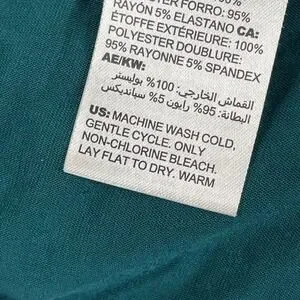 FORRO: 95%
RAYÓN 5% ELASTANO CA:
ÉTOFFE EXTÉRIEURE: 100%
POLYESTER DOUBLURE:
95% RAYONNE 5% SPANDEX
AE/KW:
القماش الخارجي: 100% بوليستر
البطانة: 95% رايون 5% سباندیکس
US: MACHINE WASH COLD,
GENTLE CYCLE. ONLY
NON-CHLORINE BLEACH.
LAY FLAT TO DRY. WARM